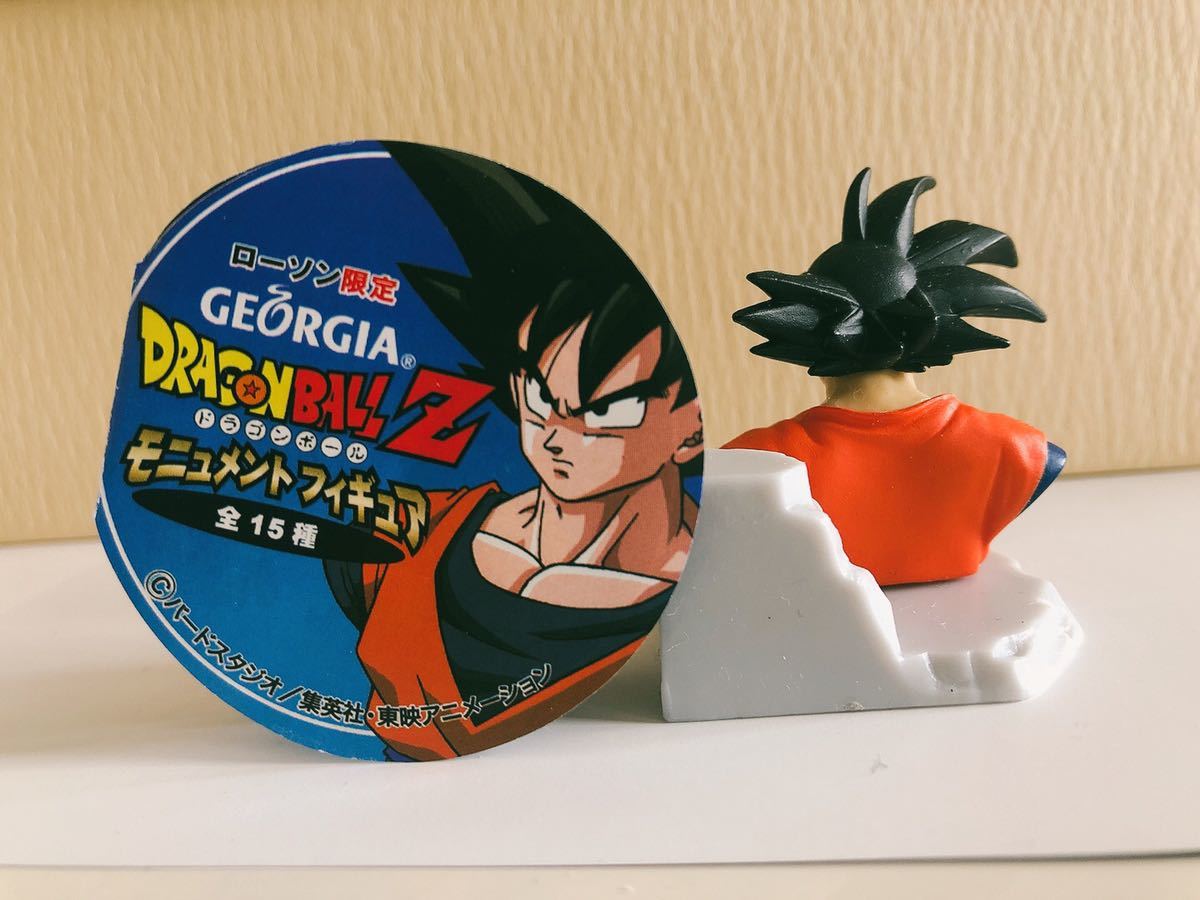 ローソン限定
GEÓRGIA®
DRAGON BALL Z
ドラゴンボール
モニュメントフィギュア
全15種
©バードスタジオ/集英社・東映アニメーション